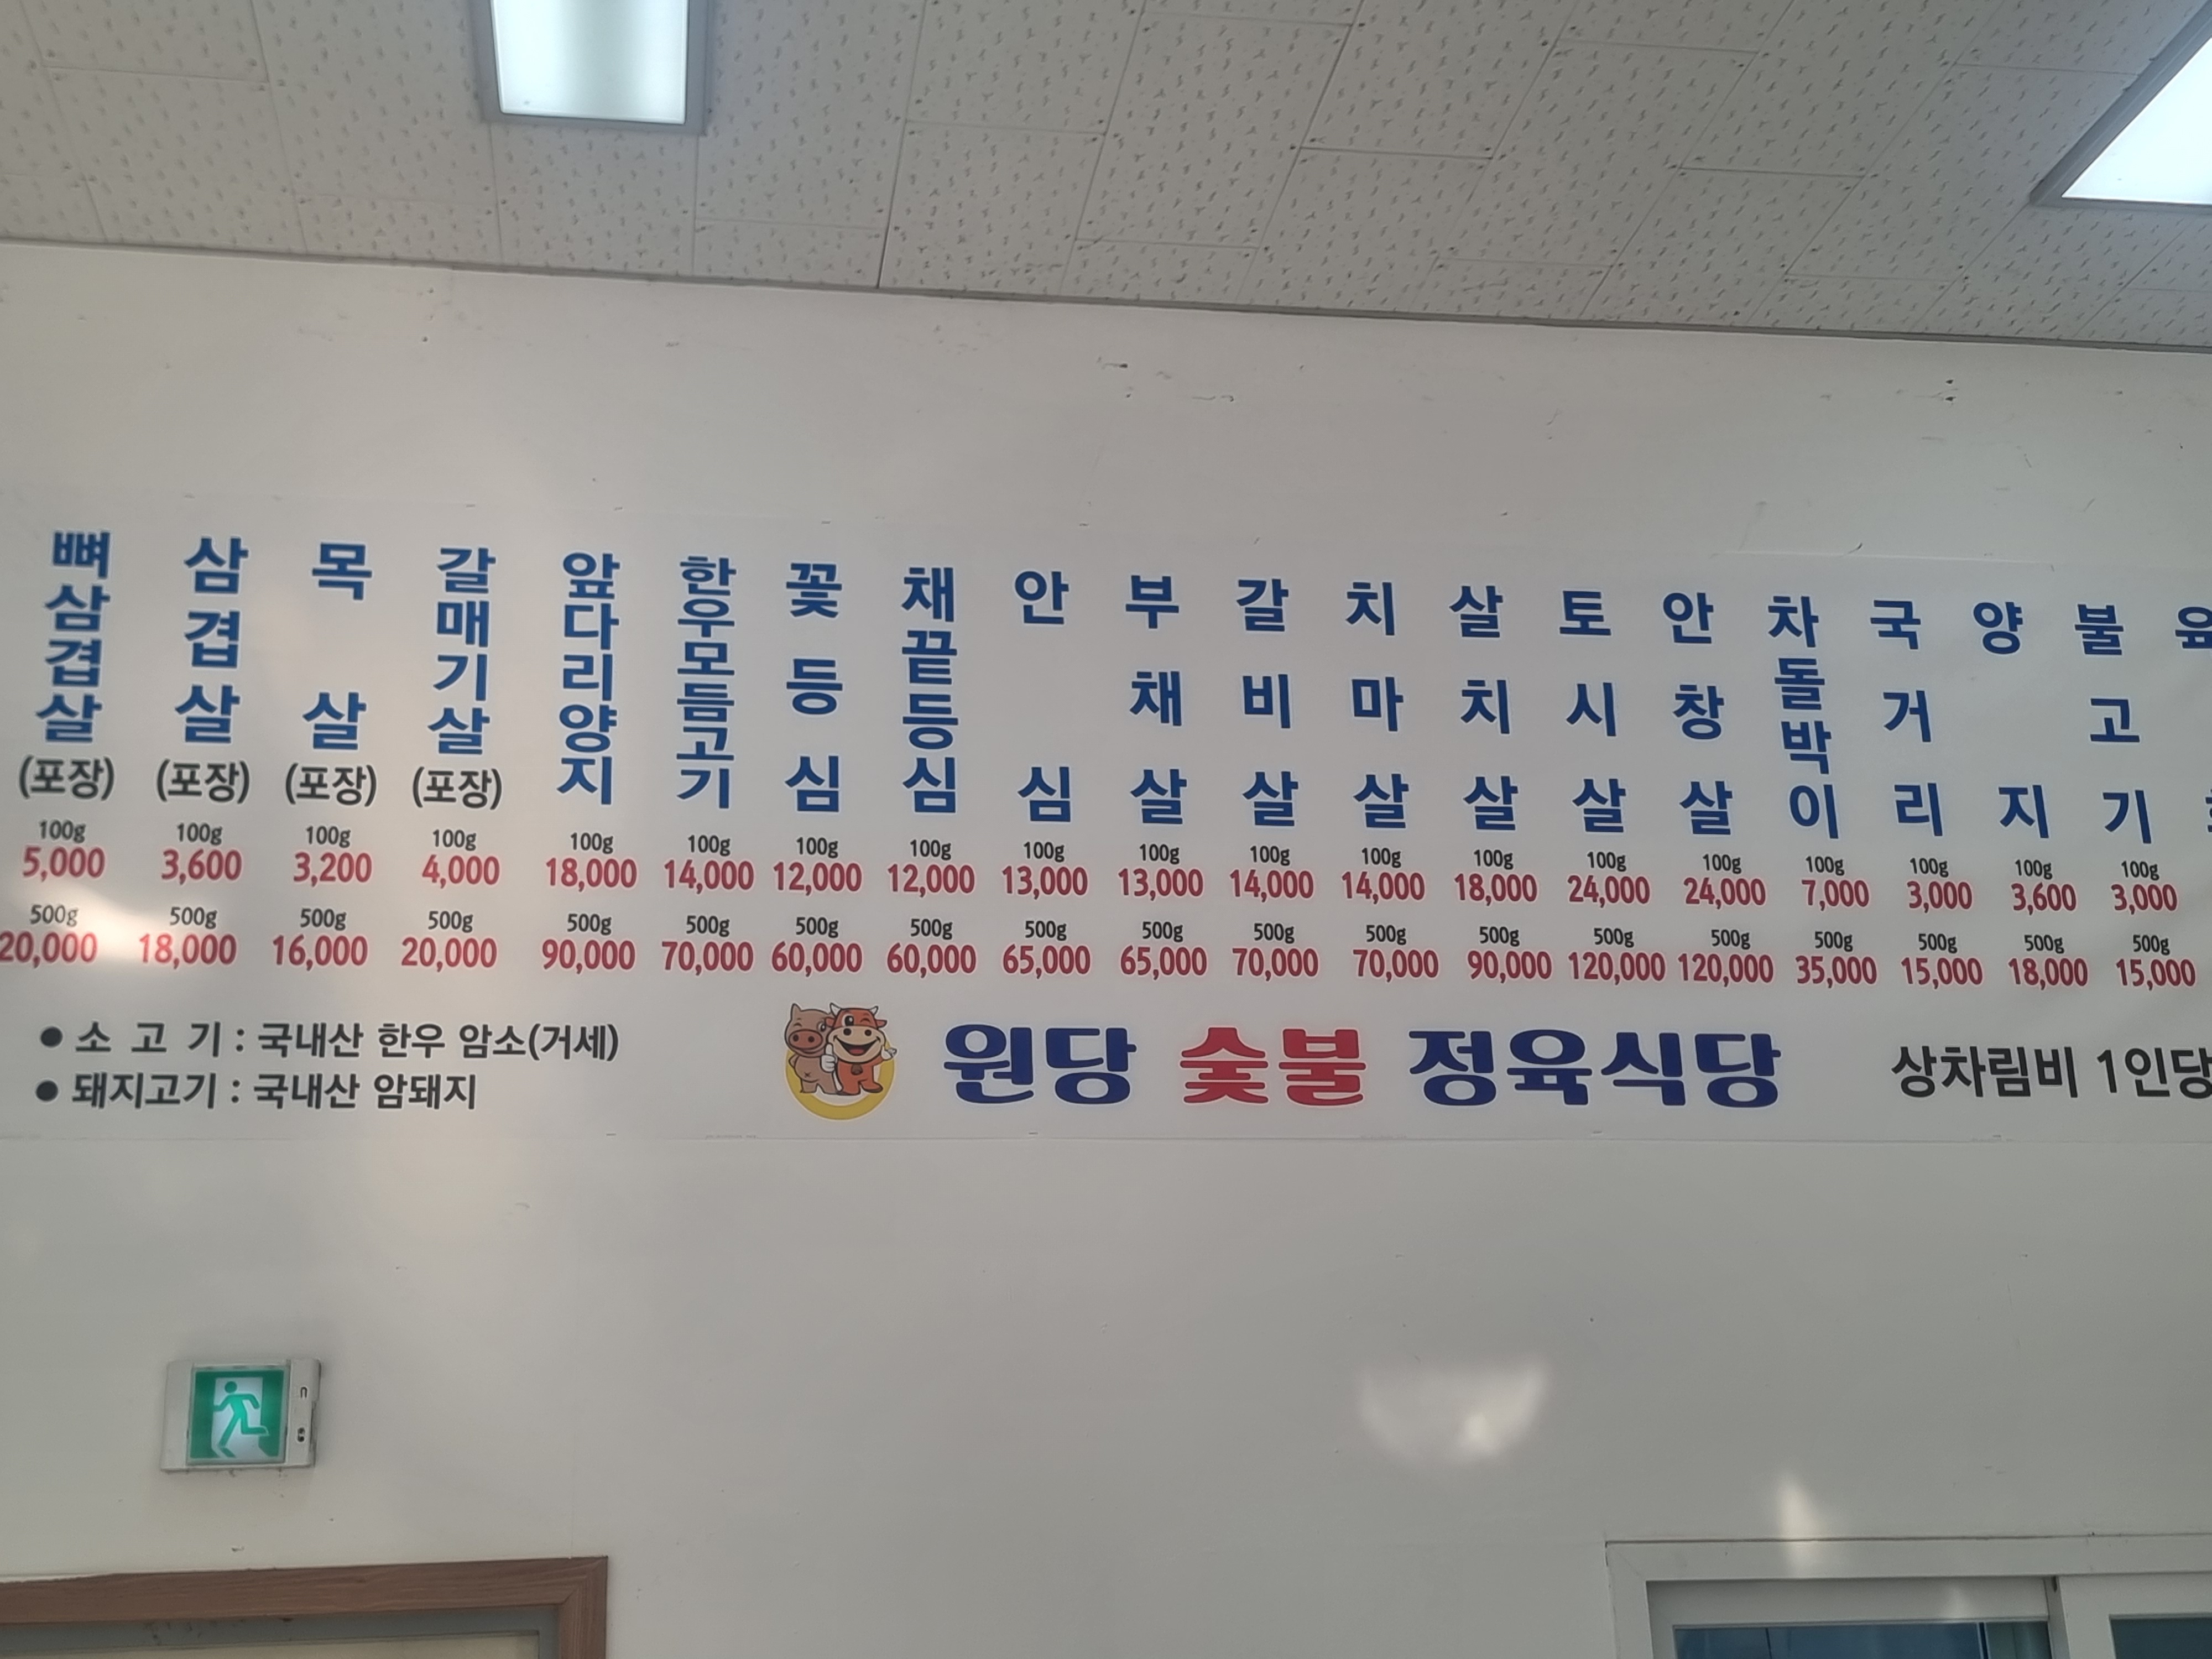 뼈삼겹살
(포장)
100g
5,000
500g
20,000
삼겹살
(포장)
100g
3,600
500g
18,000
목살
(포장)
100g
3,200
500g
16,000
갈매기살
(포장)
100g
4,000
500g
20,000
앞다리양지
100g
18,000
500g
90,000
한우모듬고기
100g
14,000
500g
70,000
꽃등심
100g
12,000
500g
60,000
채끝등심
100g
12,000
500g
60,000
안심
100g
13,000
500g
65,000
부채살
100g
13,000
500g
65,000
갈비살
100g
14,000
500g
70,000
치마살
100g
14,000
500g
70,000
살치살
100g
18,000
500g
90,000
토시살
100g
24,000
500g
120,000
안창살
100g
24,000
500g
120,000
차돌박이
100g
7,000
500g
35,000
국거리
100g
3,000
500g
15,000
양지
100g
3,600
500g
18,000
불고기
100g
3,000
500g
15,000
● 소 고 기 : 국내산 한우 암소(거세)
● 돼지고기 : 국내산 암돼지
원당 숯불 정육식당
상차림비 1인당